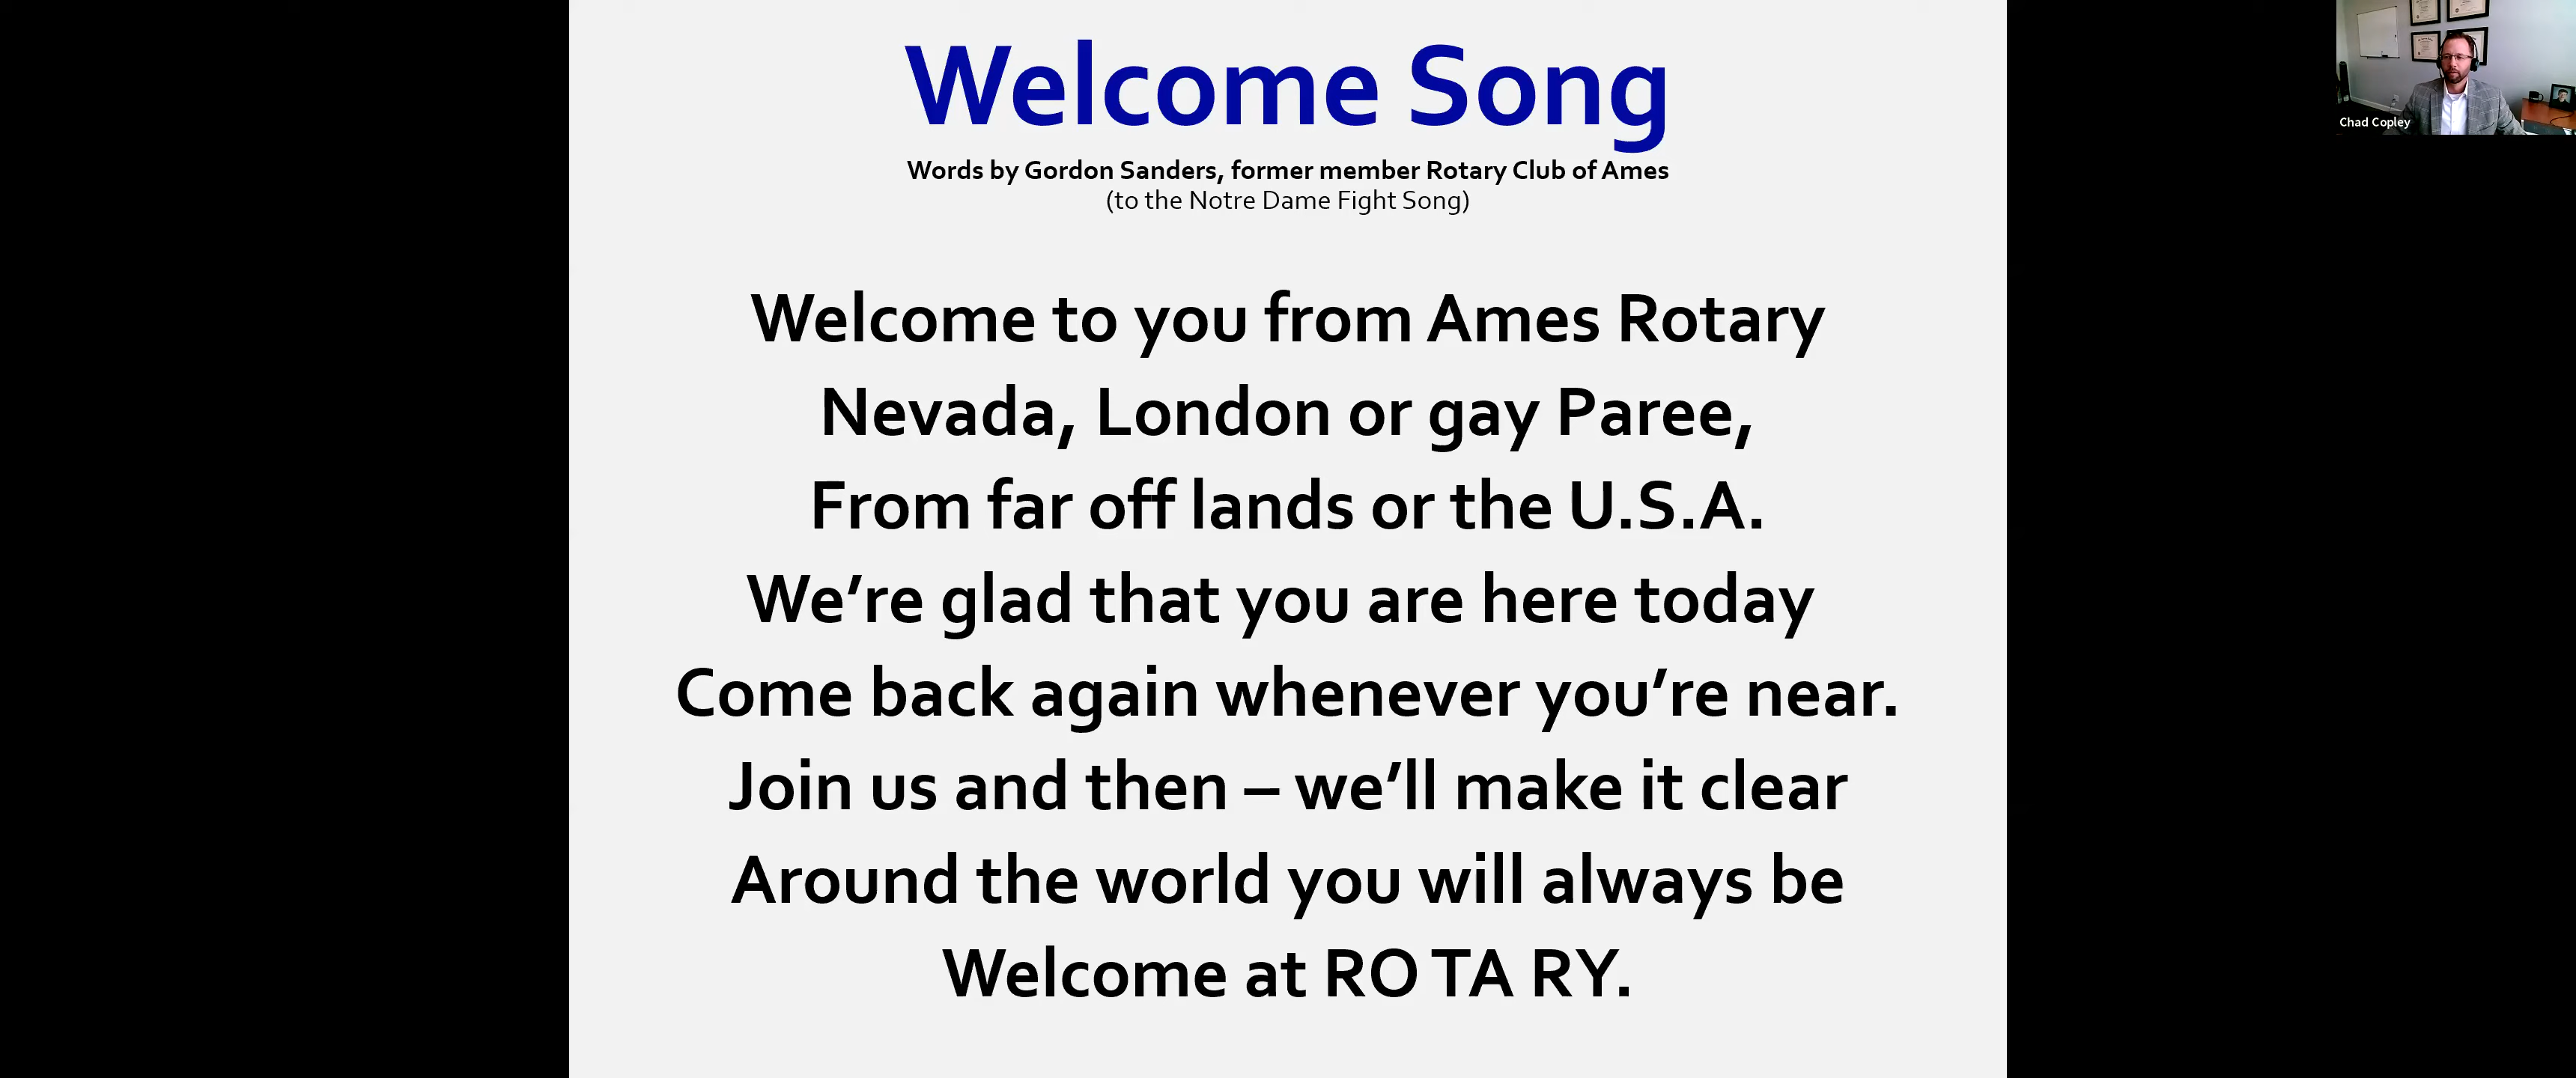 Welcome Song
Words by Gordon Sanders, former member Rotary Club of Ames
(to the Notre Dame Fight Song)
Welcome to you from Ames Rotary
Nevada, London or gay Paree,
From far off lands or the U.S.A.
We’re glad that you are here today
Come back again whenever you’re near.
Join us and then – we’ll make it clear
Around the world you will always be
Welcome at RO TA RY.
Chad Copley